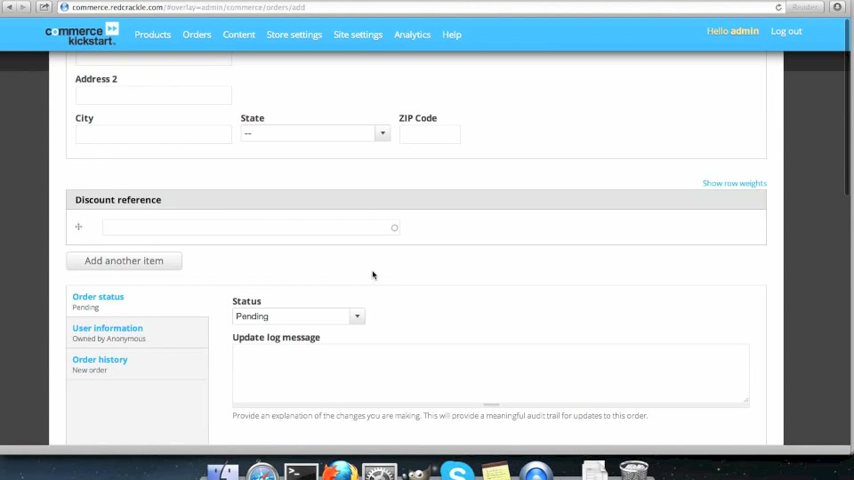 commerce.redcrackle.com/#overlay=admin/commerce/orders/add
Reader
commerce kickstart.
Products Orders Content Store settings Site settings Analytics Help
Hello admin Log out
Address 2
City State ZIP Code
--
Show row weights
Discount reference
Add another item
Order status
Pending
User information
Owned by Anonymous
Order history
New order
Status
Pending
Update log message
Provide an explanation of the changes you are making. This will provide a meaningful audit trail for updates to this order.